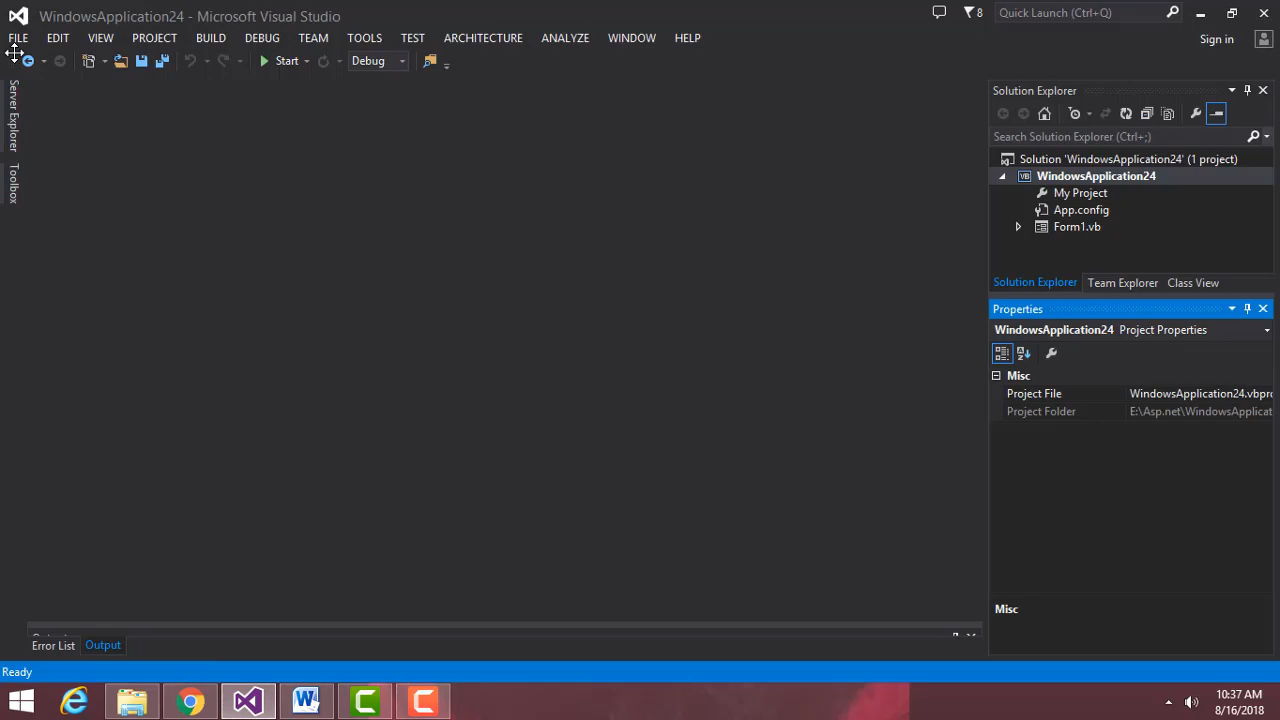 WindowsApplication24 - Microsoft Visual Studio
8
Quick Launch (Ctrl+Q)
FILE EDIT VIEW PROJECT BUILD DEBUG TEAM TOOLS TEST ARCHITECTURE ANALYZE WINDOW HELP
Sign in
Start
Debug
Server Explorer
Toolbox
Solution Explorer
Search Solution Explorer (Ctrl+;)
Solution 'WindowsApplication24' (1 project)
VB WindowsApplication24
My Project
App.config
Form1.vb
Solution Explorer Team Explorer Class View
Properties
WindowsApplication24 Project Properties
Misc
Project File WindowsApplication24.vbpro
Project Folder E:\Asp.net\WindowsApplicat
Misc
Error List Output
Ready
10:37 AM
8/16/2018